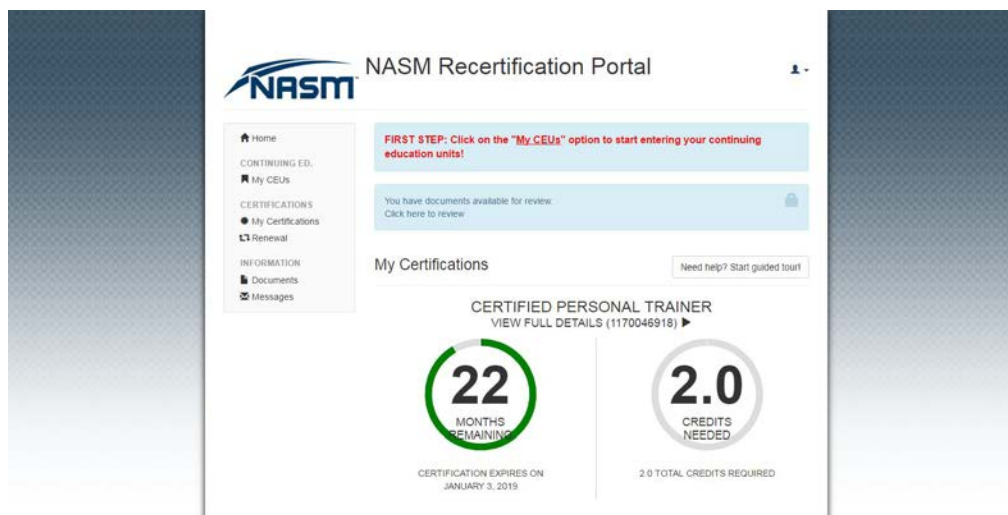 NASM
NASM Recertification Portal
Home
CONTINUING ED.
My CEUs
CERTIFICATIONS
My Certifications
Renewal
INFORMATION
Documents
Messages
FIRST STEP: Click on the "My CEUs" option to start entering your continuing
education units!
You have documents available for review.
Click here to review
My Certifications
Need help? Start guided tour!
CERTIFIED PERSONAL TRAINER
VIEW FULL DETAILS (1170046918)
22
MONTHS
REMAINING
CERTIFICATION EXPIRES ON
JANUARY 3, 2019
2.0
CREDITS
NEEDED
2.0 TOTAL CREDITS REQUIRED